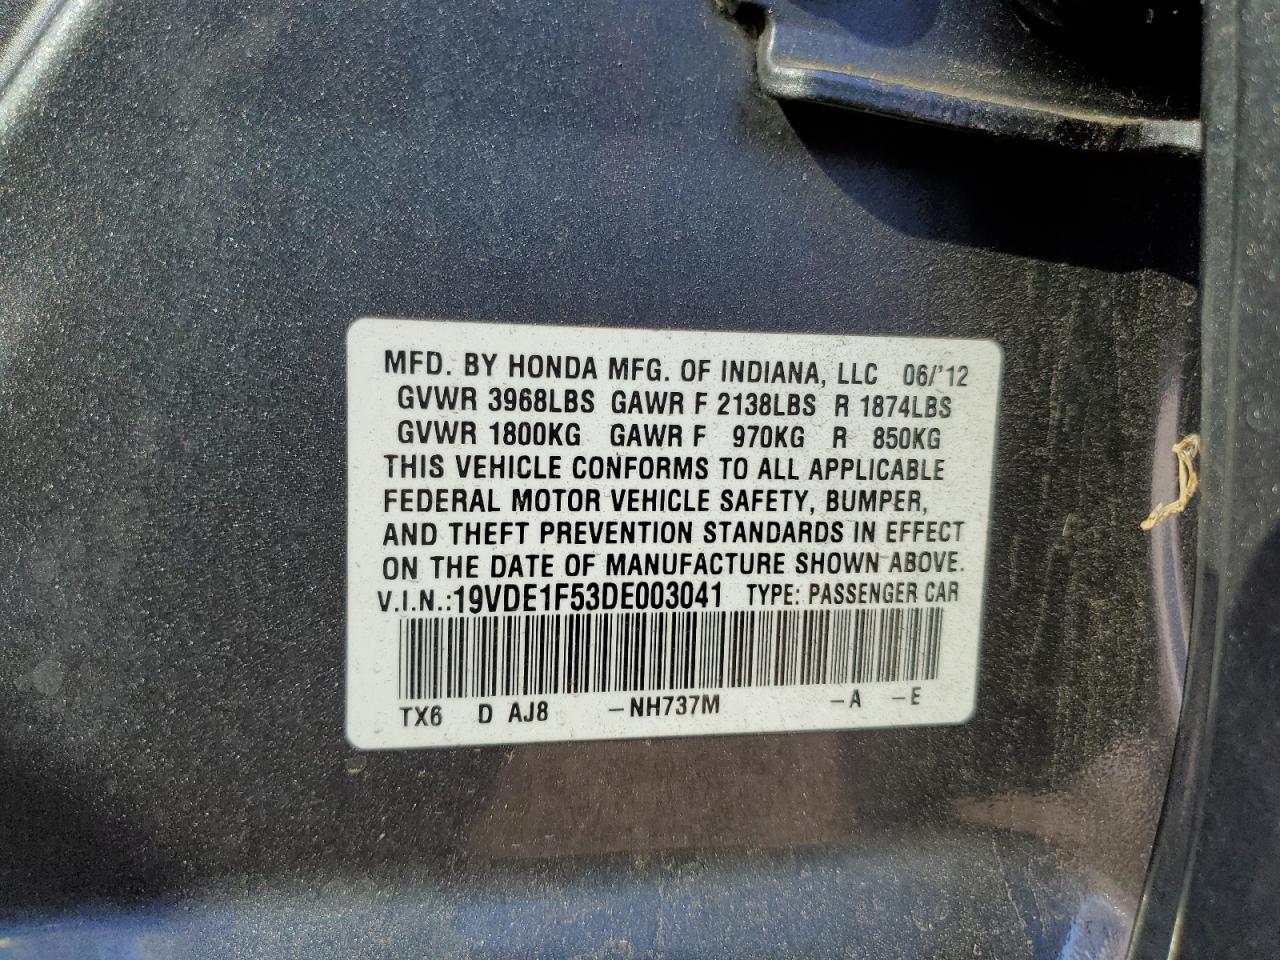 MFD. BY HONDA MFG. OF INDIANA, LLC 06/'12
GVWR 3968LBS GAWR F 2138LBS R 1874LBS
GVWR 1800KG GAWR F 970KG R 850KG
THIS VEHICLE CONFORMS TO ALL APPLICABLE
FEDERAL MOTOR VEHICLE SAFETY, BUMPER,
AND THEFT PREVENTION STANDARDS IN EFFECT
ON THE DATE OF MANUFACTURE SHOWN ABOVE.
V.I.N.:19VDE1F53DE003041 TYPE: PASSENGER CAR
TX6 D AJ8 -NH737M -A -E